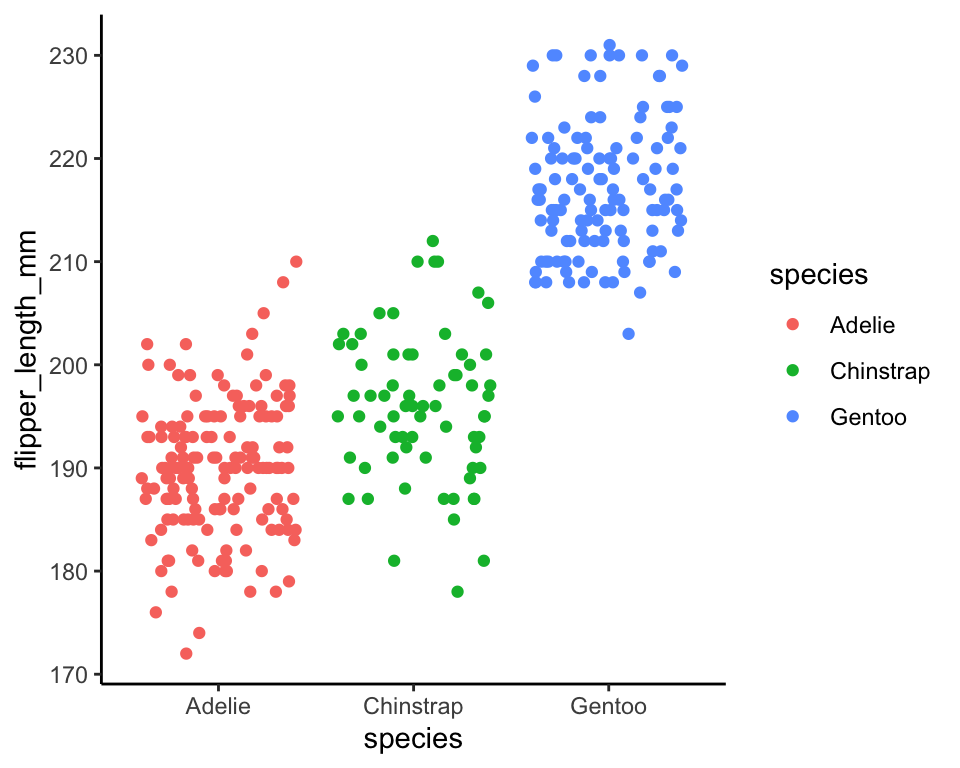 flipper_length_mm
230
220
210
200
190
180
170
Adelie Chinstrap Gentoo
species
species
Adelie
Chinstrap
Gentoo